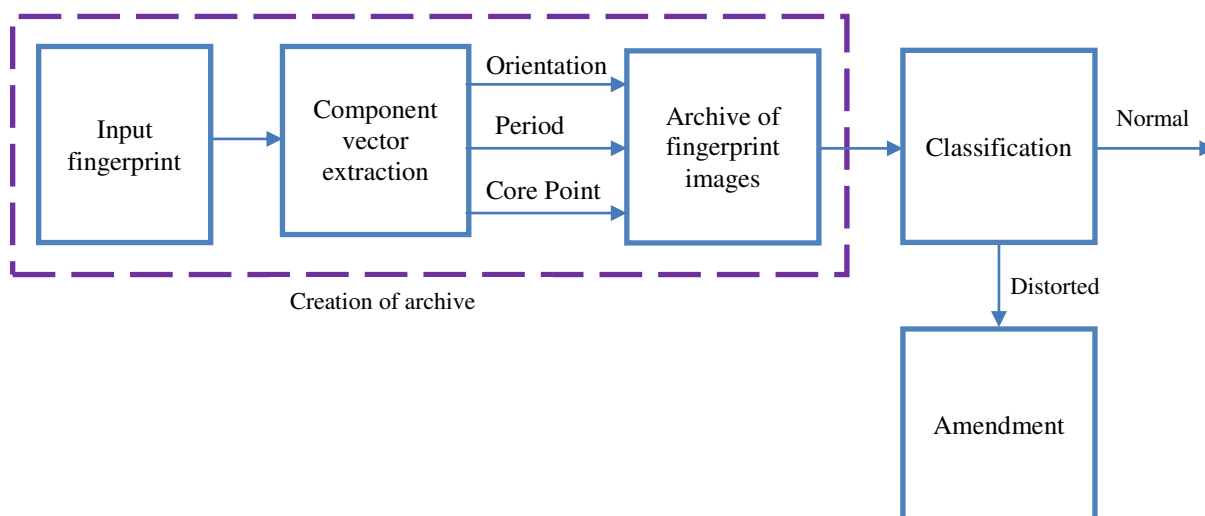 Input
fingerprint
Component
vector
extraction
Orientation
Period
Core Point
Archive of
fingerprint
images
Classification
Normal
Distorted
Creation of archive
Amendment